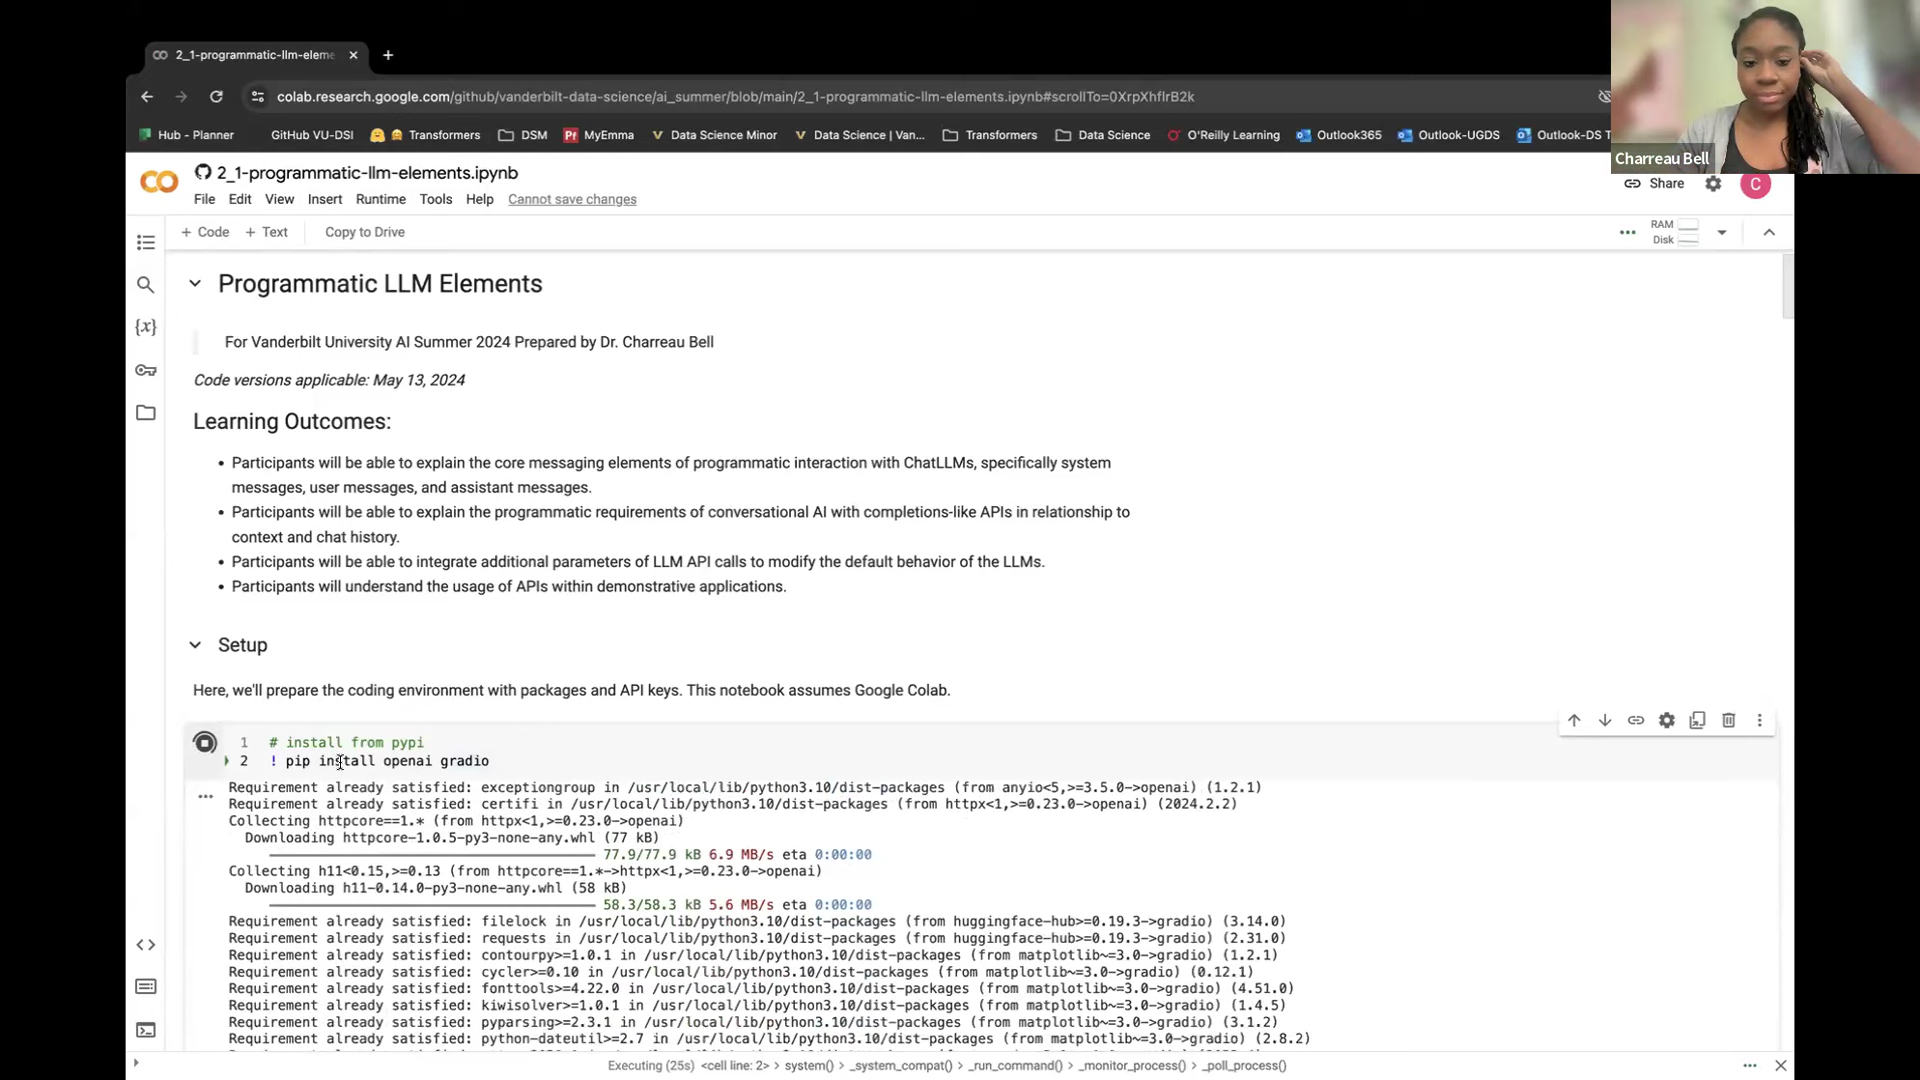 2_1-programmatic-llm-eleme
colab.research.google.com/github/vanderbilt-data-science/ai_summer/blob/main/2_1-programmatic-llm-elements.ipynb#scrollTo=0XrpXhfIrB2k
Hub - Planner GitHub VU-DSI Transformers DSM MyEmma Data Science Minor Data Science | Van... Transformers Data Science O'Reilly Learning Outlook365 Outlook-UGDS Outlook-DS T
Charreau Bell
2_1-programmatic-llm-elements.ipynb
Share C
File Edit View Insert Runtime Tools Help Cannot save changes
+ Code + Text Copy to Drive
RAM
Disk
Programmatic LLM Elements
For Vanderbilt University AI Summer 2024 Prepared by Dr. Charreau Bell
Code versions applicable: May 13, 2024
Learning Outcomes:
• Participants will be able to explain the core messaging elements of programmatic interaction with ChatLLMs, specifically system
messages, user messages, and assistant messages.
• Participants will be able to explain the programmatic requirements of conversational AI with completions-like APIs in relationship to
context and chat history.
• Participants will be able to integrate additional parameters of LLM API calls to modify the default behavior of the LLMs.
• Participants will understand the usage of APIs within demonstrative applications.
Setup
Here, we'll prepare the coding environment with packages and API keys. This notebook assumes Google Colab.
1 # install from pypi
2 ! pip install openai gradio
Requirement already satisfied: exceptiongroup in /usr/local/lib/python3.10/dist-packages (from anyio<5,>=3.5.0->openai) (1.2.1)
Requirement already satisfied: certifi in /usr/local/lib/python3.10/dist-packages (from httpx<1,>=0.23.0->openai) (2024.2.2)
Collecting httpcore==1.* (from httpx<1,>=0.23.0->openai)
Downloading httpcore-1.0.5-py3-none-any.whl (77 kB)
77.9/77.9 kB 6.9 MB/s eta 0:00:00
Collecting h11<0.15,>=0.13 (from httpcore==1.*->httpx<1,>=0.23.0->openai)
Downloading h11-0.14.0-py3-none-any.whl (58 kB)
58.3/58.3 kB 5.6 MB/s eta 0:00:00
Requirement already satisfied: filelock in /usr/local/lib/python3.10/dist-packages (from huggingface-hub>=0.19.3->gradio) (3.14.0)
Requirement already satisfied: requests in /usr/local/lib/python3.10/dist-packages (from huggingface-hub>=0.19.3->gradio) (2.31.0)
Requirement already satisfied: contourpy>=1.0.1 in /usr/local/lib/python3.10/dist-packages (from matplotlib~=3.0->gradio) (1.2.1)
Requirement already satisfied: cycler>=0.10 in /usr/local/lib/python3.10/dist-packages (from matplotlib~=3.0->gradio) (0.12.1)
Requirement already satisfied: fonttools>=4.22.0 in /usr/local/lib/python3.10/dist-packages (from matplotlib~=3.0->gradio) (4.51.0)
Requirement already satisfied: kiwisolver>=1.0.1 in /usr/local/lib/python3.10/dist-packages (from matplotlib~=3.0->gradio) (1.4.5)
Requirement already satisfied: pyparsing>=2.3.1 in /usr/local/lib/python3.10/dist-packages (from matplotlib~=3.0->gradio) (3.1.2)
Requirement already satisfied: python-dateutil>=2.7 in /usr/local/lib/python3.10/dist-packages (from matplotlib~=3.0->gradio) (2.8.2)
Executing (25s) <cell line: 2> > system() > _system_compat() > _run_command() > _monitor_process() > _poll_process()